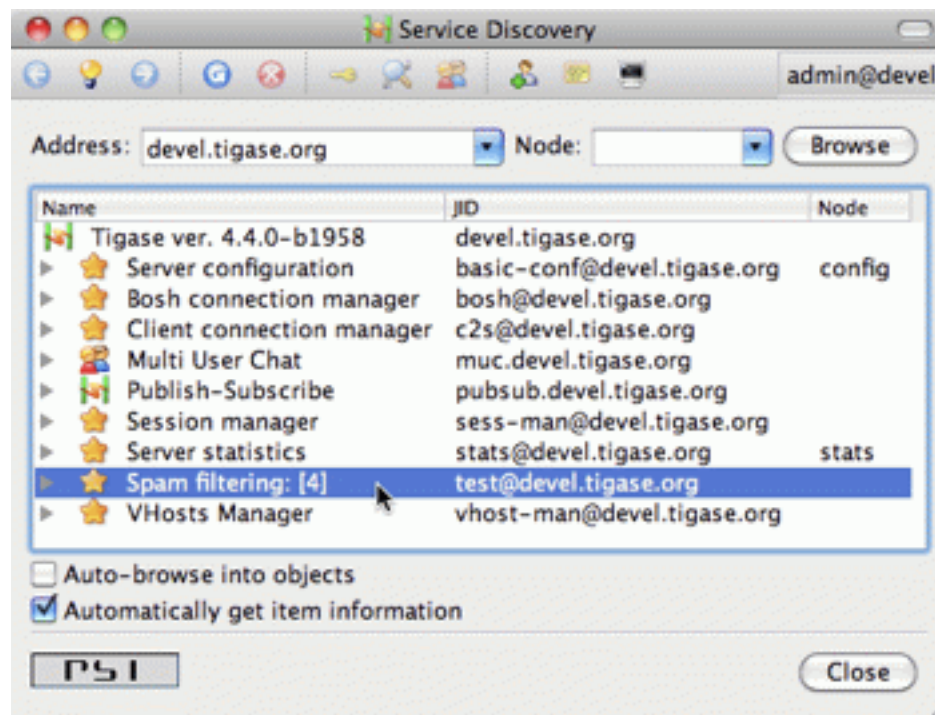 Service Discovery
admin@devel
Address: devel.tigase.org Node: Browse
Name JID Node
Tigase ver. 4.4.0-b1958 devel.tigase.org
Server configuration basic-conf@devel.tigase.org config
Bosh connection manager bosh@devel.tigase.org
Client connection manager c2s@devel.tigase.org
Multi User Chat muc.devel.tigase.org
Publish-Subscribe pubsub.devel.tigase.org
Session manager sess-man@devel.tigase.org
Server statistics stats@devel.tigase.org stats
Spam filtering: [4] test@devel.tigase.org
VHosts Manager vhost-man@devel.tigase.org
Auto-browse into objects
Automatically get item information
PSI Close